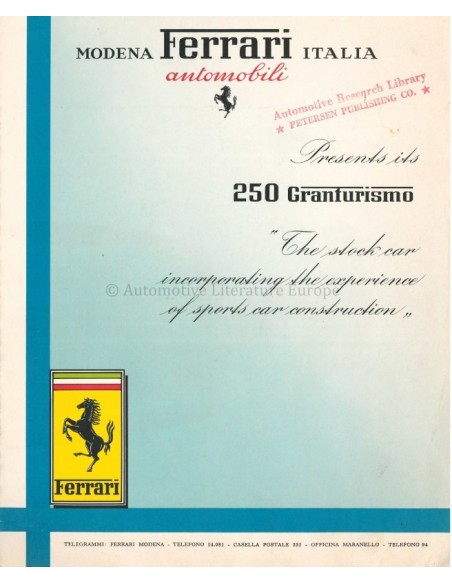 MODENA Ferrari ITALIA
automobili
Automotive Research Library
★ PETERSEN PUBLISHING CO. ★
Presents its
250 Granturismo
"The stock car
incorporating the experience
© Automotive Literature Europe
of sports car construction„
Ferrari
TELEGRAMMI: FERRARI MODENA - TELEFONO 24.081 - CASELLA POSTALE 232 - OFFICINA MARANELLO - TELEFONO 94